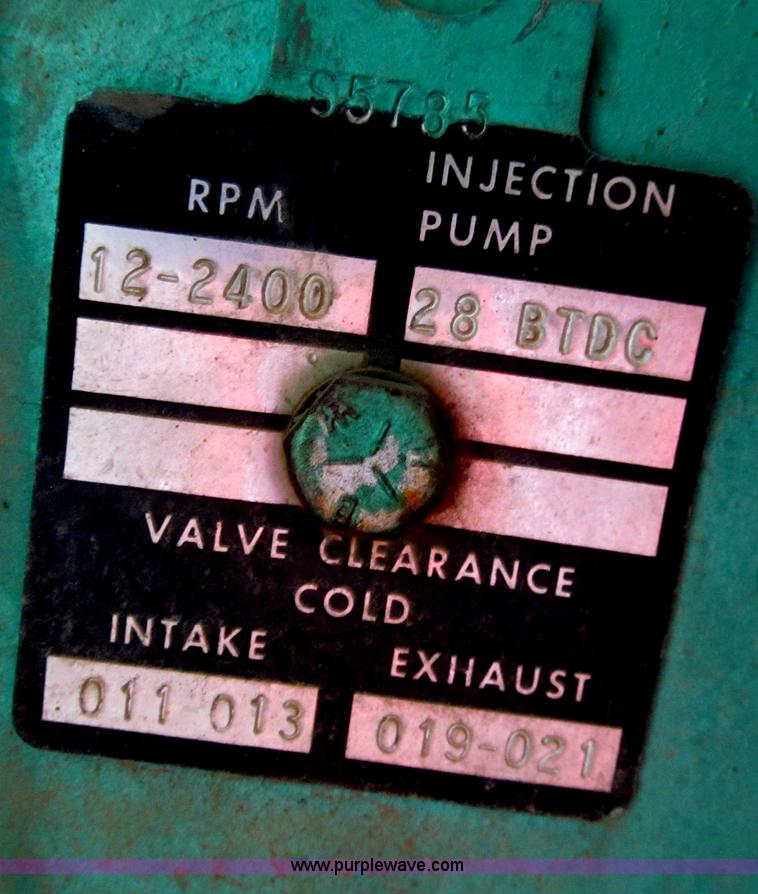 S5785
RPM
INJECTION
PUMP
12-2400
28 BTDC
VALVE CLEARANCE
COLD
INTAKE
EXHAUST
011 013
019-021
www.purplewave.com